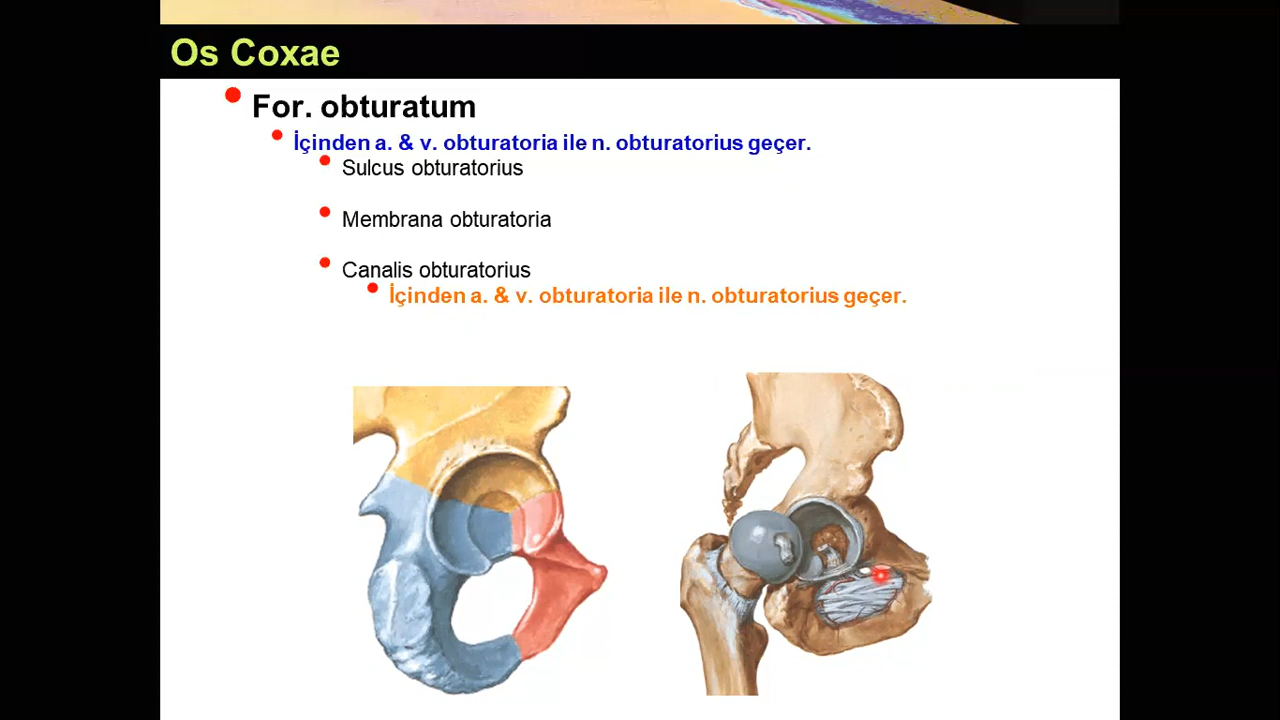 Os Coxae
For. obturatum
İçinden a. & v. obturatoria ile n. obturatorius geçer.
Sulcus obturatorius
Membrana obturatoria
Canalis obturatorius
İçinden a. & v. obturatoria ile n. obturatorius geçer.